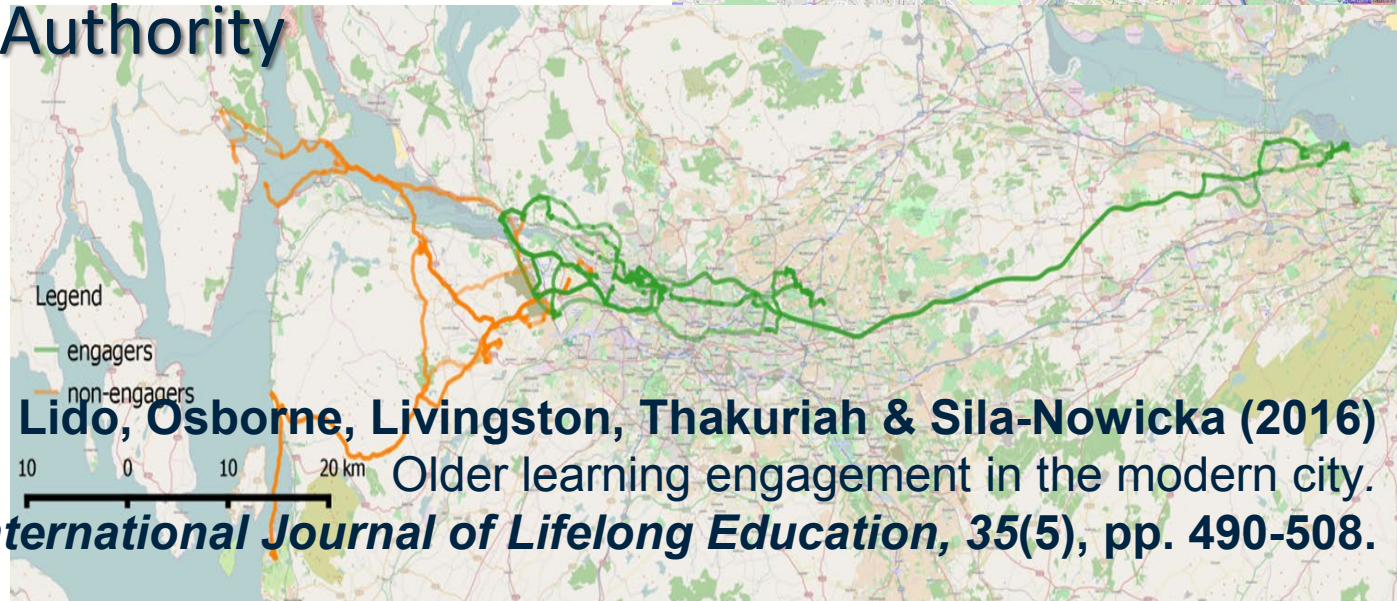 Authority
Legend
engagers
non-engagers
Lido, Osborne, Livingston, Thakuriah & Sila-Nowicka (2016)
10 0 10 20 km
Older learning engagement in the modern city.
nternational Journal of Lifelong Education, 35(5), pp. 490-508.